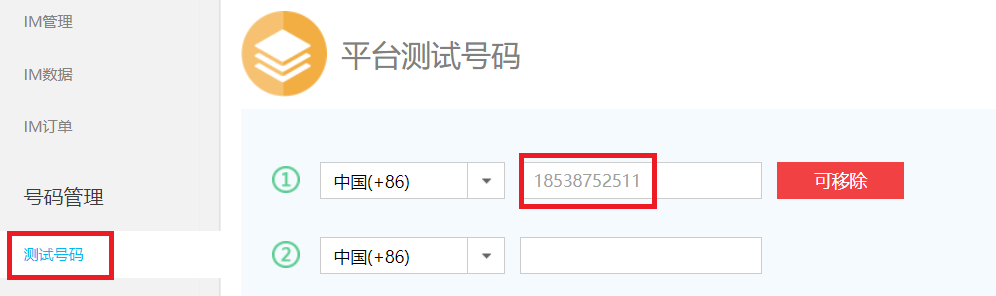 IM管理
IM数据
IM订单
号码管理
测试号码
平台测试号码
1 中国(+86) 18538752511 可移除
2 中国(+86)